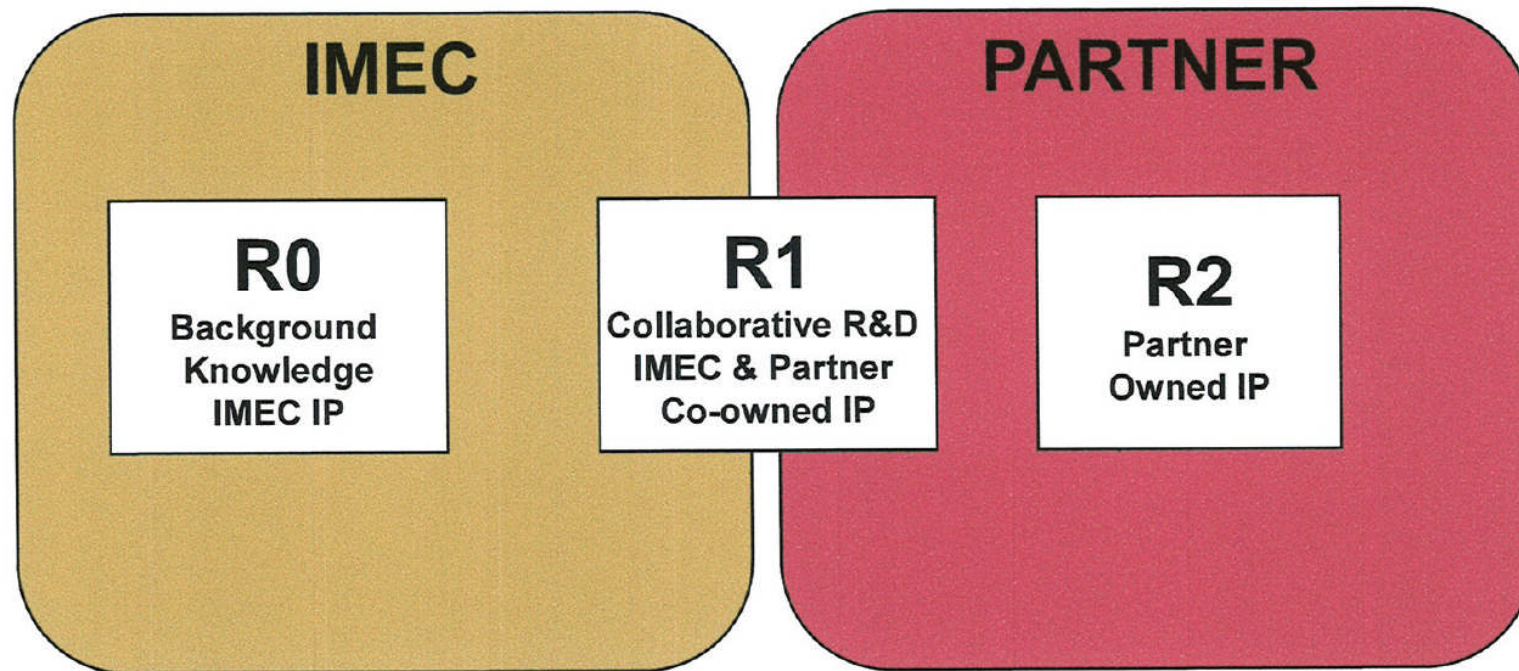 IMEC
PARTNER
R0
Background
Knowledge
IMEC IP
R1
Collaborative R&D
IMEC & Partner
Co-owned IP
R2
Partner
Owned IP